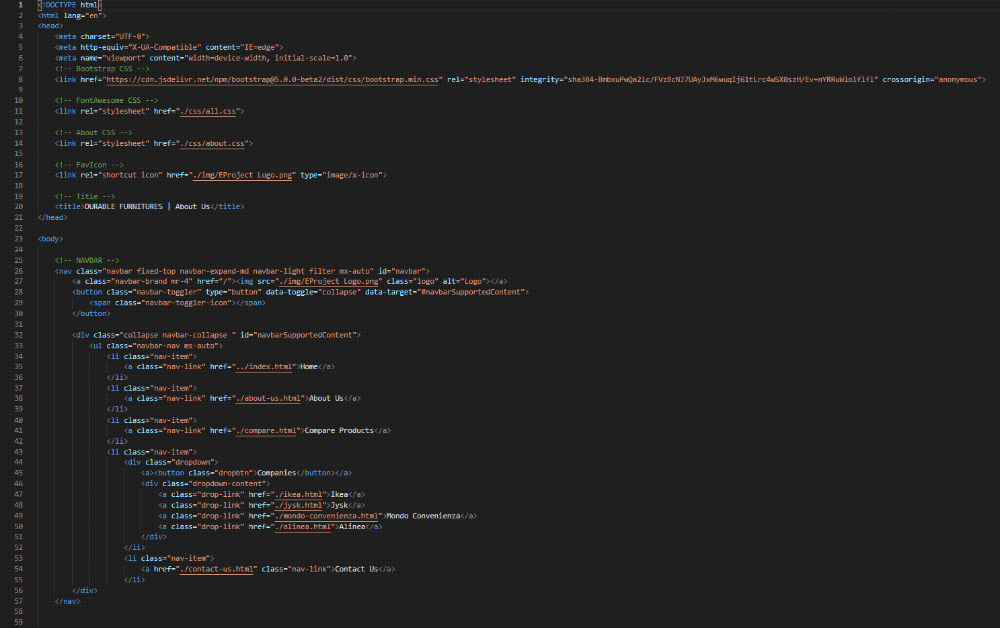 1 <!DOCTYPE html>
2 <html lang="en">
3 <head>
4 <meta charset="UTF-8">
5 <meta http-equiv="X-UA-Compatible" content="IE=edge">
6 <meta name="viewport" content="width=device-width, initial-scale=1.0">
7 <!-- Bootstrap CSS -->
8 <link href="https://cdn.jsdelivr.net/npm/bootstrap@5.0.0-beta2/dist/css/bootstrap.min.css" rel="stylesheet" integrity="sha384-BmbxuPwQa2lc/FVzBcNJ7UAyJxM6wuqIj61tLrc4wSX0szH/Ev+nYRRuWlolflfl" crossorigin="anonymous">
9
10 <!-- FontAwesome CSS -->
11 <link rel="stylesheet" href="./css/all.css">
12
13 <!-- About CSS -->
14 <link rel="stylesheet" href="./css/about.css">
15
16 <!-- FavIcon -->
17 <link rel="shortcut icon" href="./img/EProject Logo.png" type="image/x-icon">
18
19 <!-- Title -->
20 <title>DURABLE FURNITURES | About Us</title>
21 </head>
22
23 <body>
24
25 <!-- NAVBAR -->
26 <nav class="navbar fixed-top navbar-expand-md navbar-light filter mx-auto" id="navbar">
27 <a class="navbar-brand mr-4" href="/"><img src="./img/EProject Logo.png" class="logo" alt="Logo"></a>
28 <button class="navbar-toggler" type="button" data-toggle="collapse" data-target="#navbarSupportedContent">
29 <span class="navbar-toggler-icon"></span>
30 </button>
31
32 <div class="collapse navbar-collapse " id="navbarSupportedContent">
33 <ul class="navbar-nav ms-auto">
34 <li class="nav-item">
35 <a class="nav-link" href="../index.html">Home</a>
36 </li>
37 <li class="nav-item">
38 <a class="nav-link" href="./about-us.html">About Us</a>
39 </li>
40 <li class="nav-item">
41 <a class="nav-link" href="./compare.html">Compare Products</a>
42 </li>
43 <li class="nav-item">
44 <div class="dropdown">
45 <a><button class="dropbtn">Companies</button></a>
46 <div class="dropdown-content">
47 <a class="drop-link" href="./ikea.html">Ikea</a>
48 <a class="drop-link" href="./jysk.html">Jysk</a>
49 <a class="drop-link" href="./mondo-convenienza.html">Mondo Convenienza</a>
50 <a class="drop-link" href="./alinea.html">Alinea</a>
51 </div>
52 </li>
53 <li class="nav-item">
54 <a href="./contact-us.html" class="nav-link">Contact Us</a>
55 </li>
56 </div>
57 </nav>
58
59